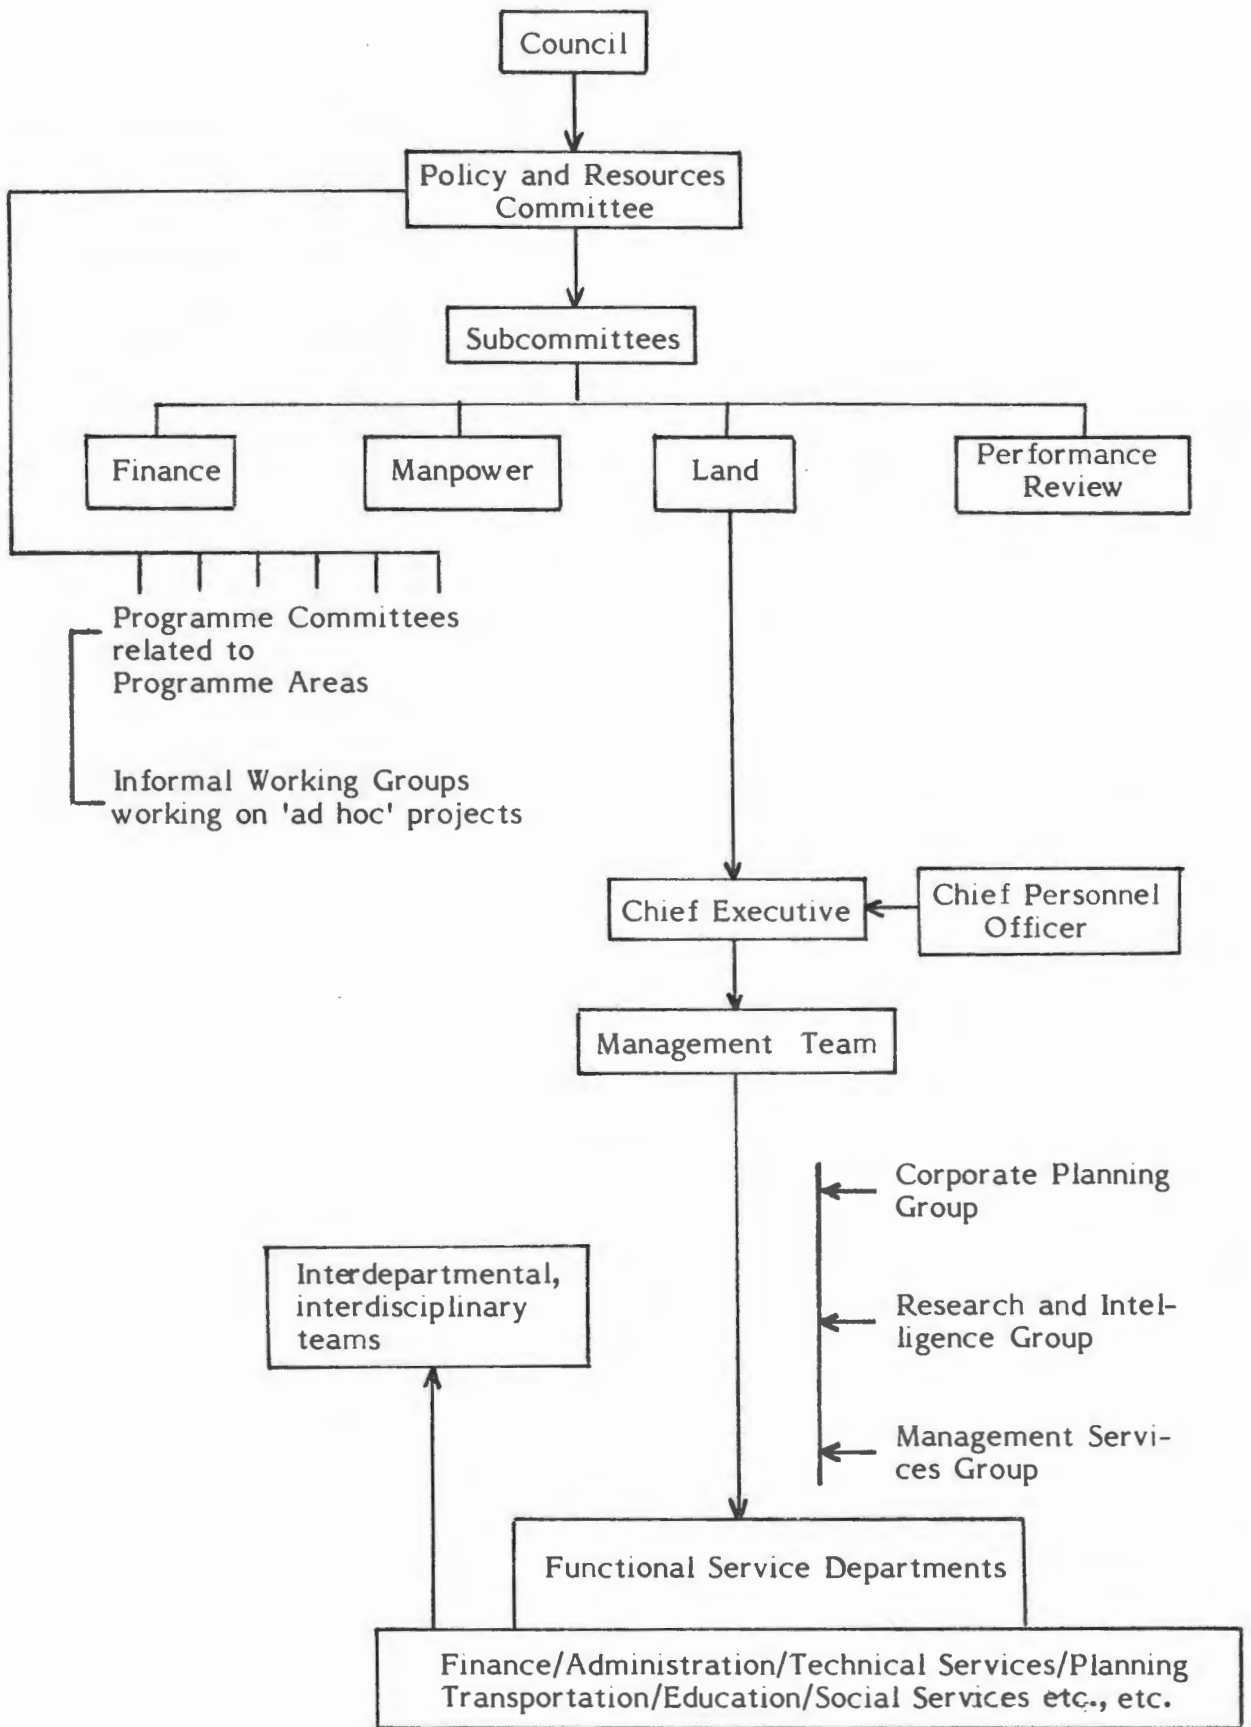 Council
Policy and Resources
Committee
Subcommittees
Finance
Manpower
Land
Performance
Review
Programme Committees
related to
Programme Areas
Informal Working Groups
working on 'ad hoc' projects
Chief Executive
Chief Personnel
Officer
Management Team
Corporate Planning
Group
Interdepartmental,
interdisciplinary
teams
Research and Intel-
ligence Group
Management Servi-
ces Group
Functional Service Departments
Finance/Administration/Technical Services/Planning
Transportation/Education/Social Services etc., etc.